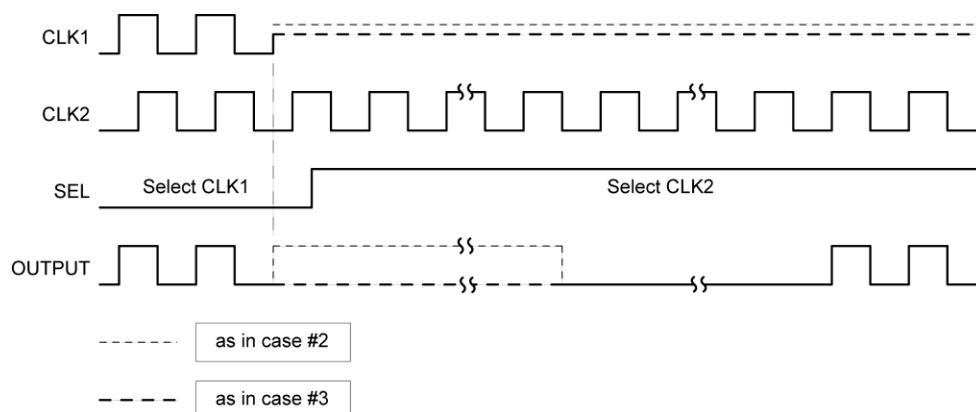 CLK1
CLK2
SEL
Select CLK1
Select CLK2
OUTPUT
as in case #2
as in case #3